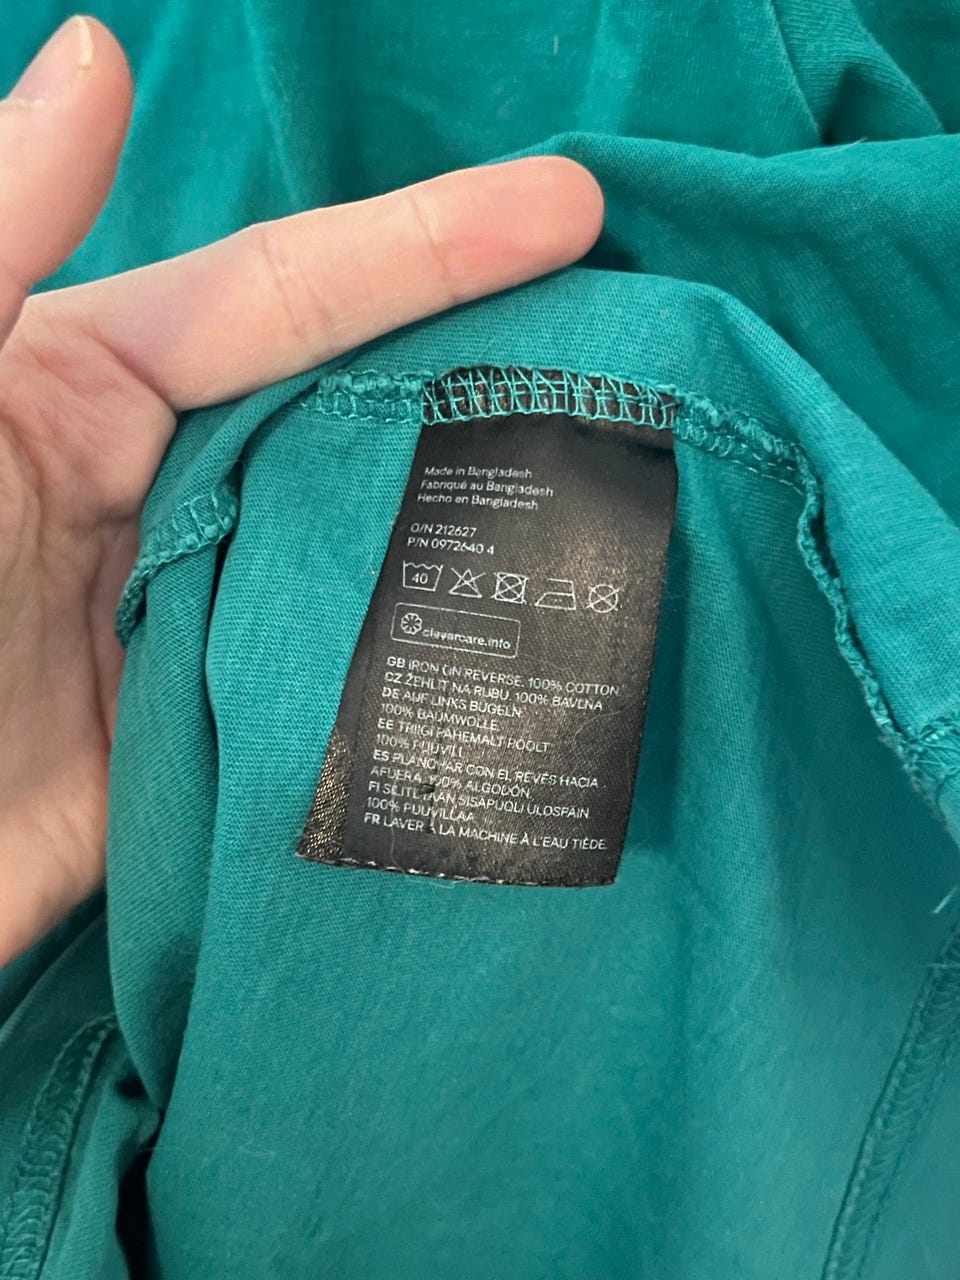 Made in Bangladesh
Fabriqué au Bangladesh
Hecho en Bangladesh
O/N 212627
P/N 0972640 4
40
clevercare.info
GB IRON ON REVERSE. 100% COTTON
CZ ŽEHLIT NA RUBU. 100% BAVLNA
DE AUF LINKS BÜGELN.
100% BAUMWOLLE
EE TRIIGI PAHEMALT POOLT
100% PUUVILL
ES PLANCHAR CON EL REVÉS HACIA
AFUERA. 100% ALGODÓN
FI SILITETÄÄN SISÄPUOLI ULOSPÄIN.
100% PUUVILLAA
FR LAVER À LA MACHINE À L'EAU TIÈDE.